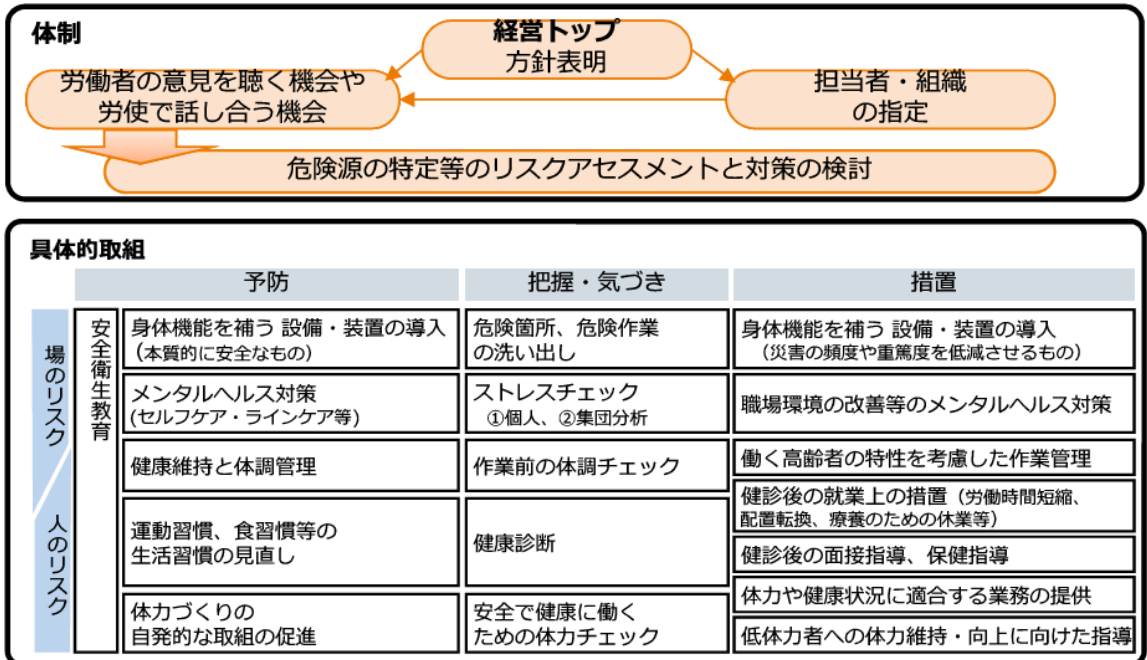 体制
経営トップ
方針表明
労働者の意見を聴く機会や
労使で話し合う機会
担当者・組織
の指定
危険源の特定等のリスクアセスメントと対策の検討
具体的取組
予防
把握・気づき
措置
場のリスク
人のリスク
安全衛生教育
身体機能を補う 設備・装置の導入
（本質的に安全なもの）
危険箇所、危険作業
の洗い出し
身体機能を補う 設備・装置の導入
（災害の頻度や重篤度を低減させるもの）
メンタルヘルス対策
(セルフケア・ラインケア等)
ストレスチェック
①個人、②集団分析
職場環境の改善等のメンタルヘルス対策
健康維持と体調管理
作業前の体調チェック
働く高齢者の特性を考慮した作業管理
運動習慣、食習慣等の
生活習慣の見直し
健康診断
健診後の就業上の措置（労働時間短縮、
配置転換、療養のための休業等）
健診後の面接指導、保健指導
体力づくりの
自発的な取組の促進
安全で健康に働く
ための体力チェック
体力や健康状況に適合する業務の提供
低体力者への体力維持・向上に向けた指導